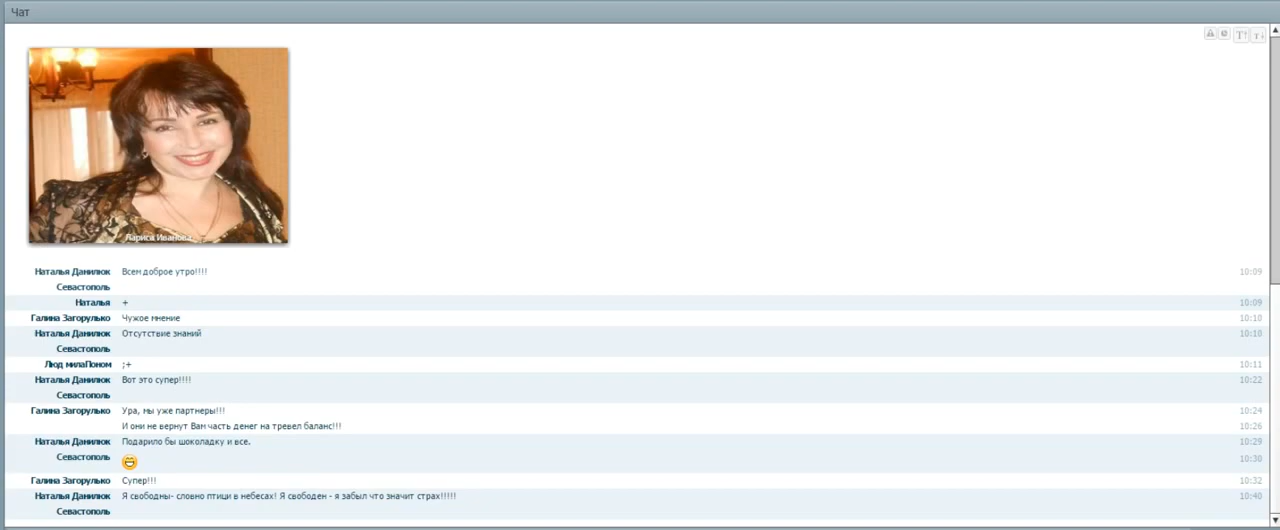 Чат
T↑ т↓
Лариса Иванова
Наталья Данилюк Всем доброе утро!!!! 10:09
Севастополь
Наталья + 10:09
Галина Загорулько Чужое мнение 10:10
Наталья Данилюк Отсутствие знаний 10:10
Севастополь
Люд милаПоном ;+ 10:11
Наталья Данилюк Вот это супер!!!! 10:22
Севастополь
Галина Загорулько Ура, мы уже партнеры!!! 10:24
И они не вернут Вам часть денег на тревел баланс!!! 10:26
Наталья Данилюк Подарило бы шоколадку и все. 10:29
Севастополь 10:30
Галина Загорулько Супер!!! 10:32
Наталья Данилюк Я свободны- словно птици в небесах! Я свободен - я забыл что значит страх!!!!! 10:40
Севастополь